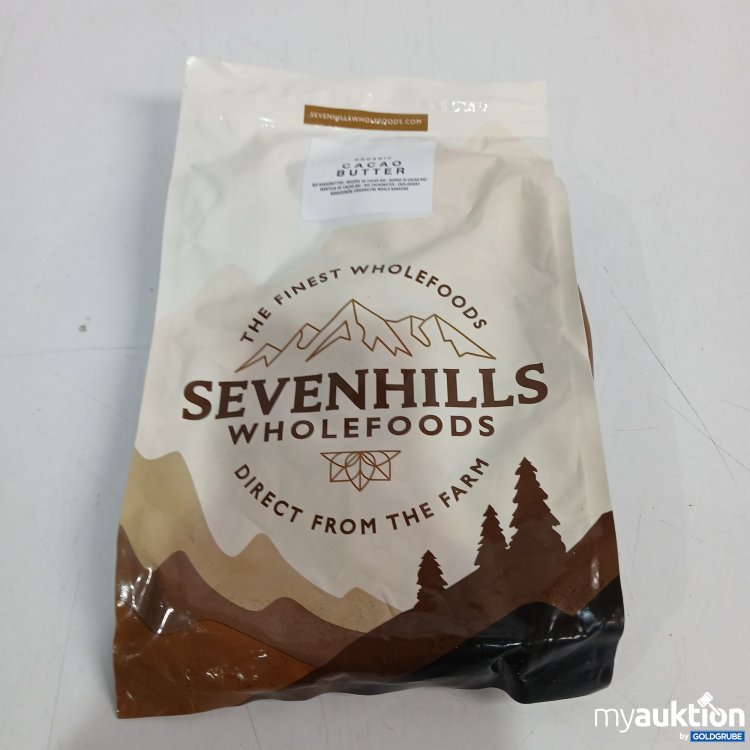 SEVENHILLSWHOLEFOODS.COM
ORGANIC
CACAO
BUTTER
THE FINEST WHOLEFOODS
SEVENHILLS
WHOLEFOODS
DIRECT FROM THE FARM
myauktion
by GOLDGRUBE